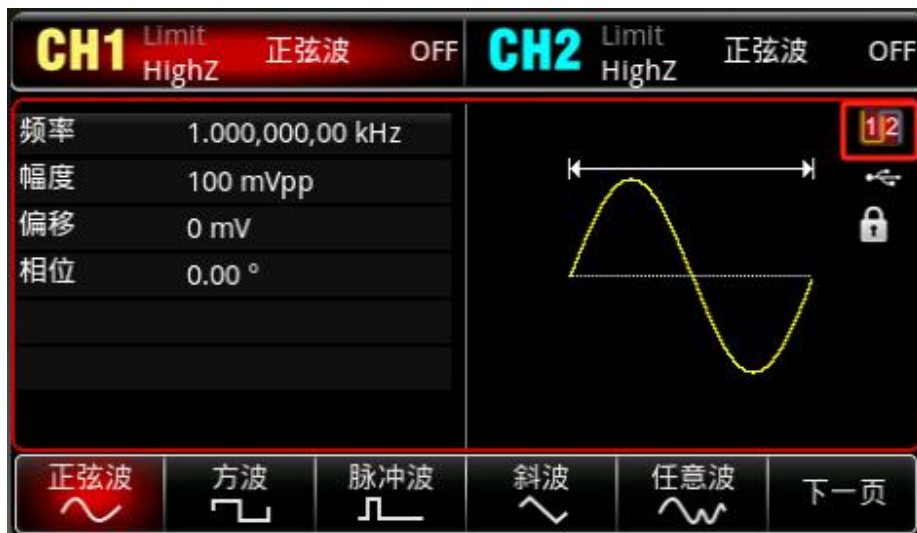 CH1 Limit HighZ 正弦波 OFF CH2 Limit HighZ 正弦波 OFF
频率 1.000,000,00 kHz
幅度 100 mVpp
偏移 0 mV
相位 0.00 °
12
正弦波 方波 脉冲波 斜波 任意波 下一页